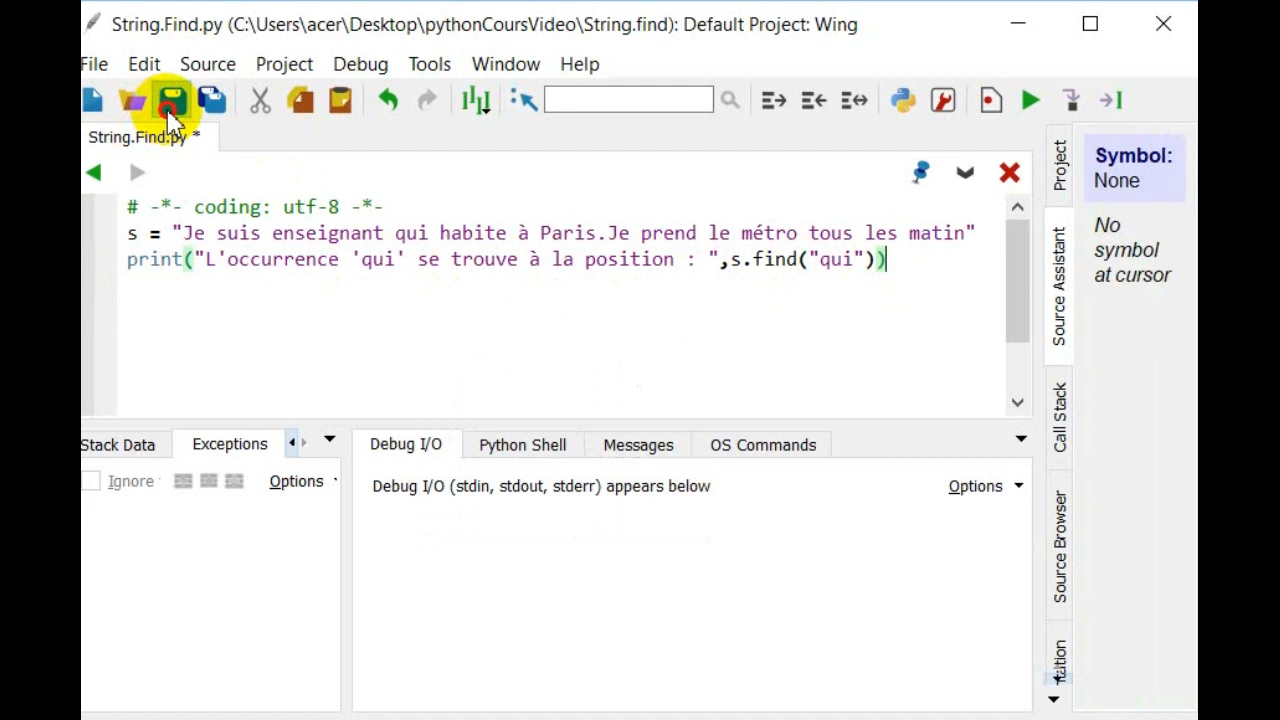 String.Find.py (C:\Users\acer\Desktop\pythonCoursVideo\String.find): Default Project: Wing
File Edit Source Project Debug Tools Window Help
String.Find.py *
# -*- coding: utf-8 -*-
s = "Je suis enseignant qui habite à Paris.Je prend le métro tous les matin"
print("L'occurrence 'qui' se trouve à la position : ",s.find("qui"))
Stack Data Exceptions
Ignore Options
Debug I/O Python Shell Messages OS Commands
Debug I/O (stdin, stdout, stderr) appears below Options
Project
Source Assistant
Call Stack
Source Browser
Symbol:
None
No
symbol
at cursor